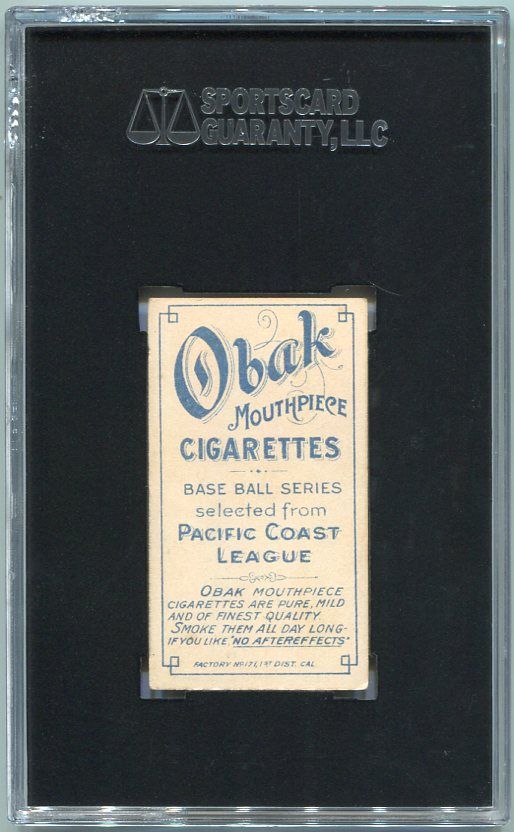 SPORTSCARD
GUARANTY, LLC
Obak
MOUTHPIECE
CIGARETTES
BASE BALL SERIES
selected from
PACIFIC COAST
LEAGUE
OBAK MOUTHPIECE
CIGARETTES ARE PURE, MILD
AND OF FINEST QUALITY.
SMOKE THEM ALL DAY LONG-
IF YOU LIKE, "NO AFTEREFFECTS"
FACTORY Nº 171, 1ST DIST. CAL